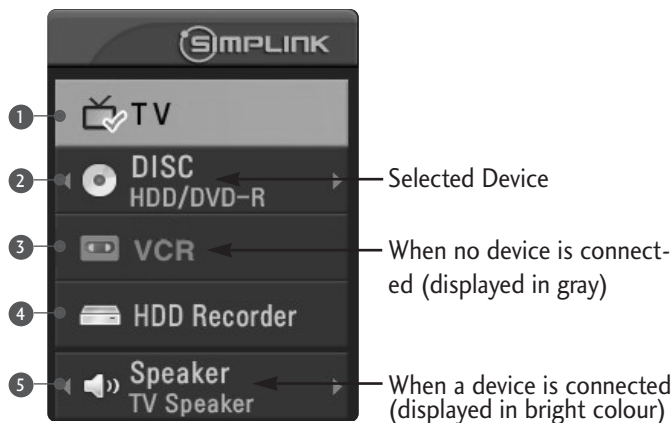 SIMPLINK
1 TV
2 DISC
HDD/DVD-R
Selected Device
3 VCR
When no device is connect-
ed (displayed in gray)
4 HDD Recorder
5 Speaker
TV Speaker
When a device is connected
(displayed in bright colour)